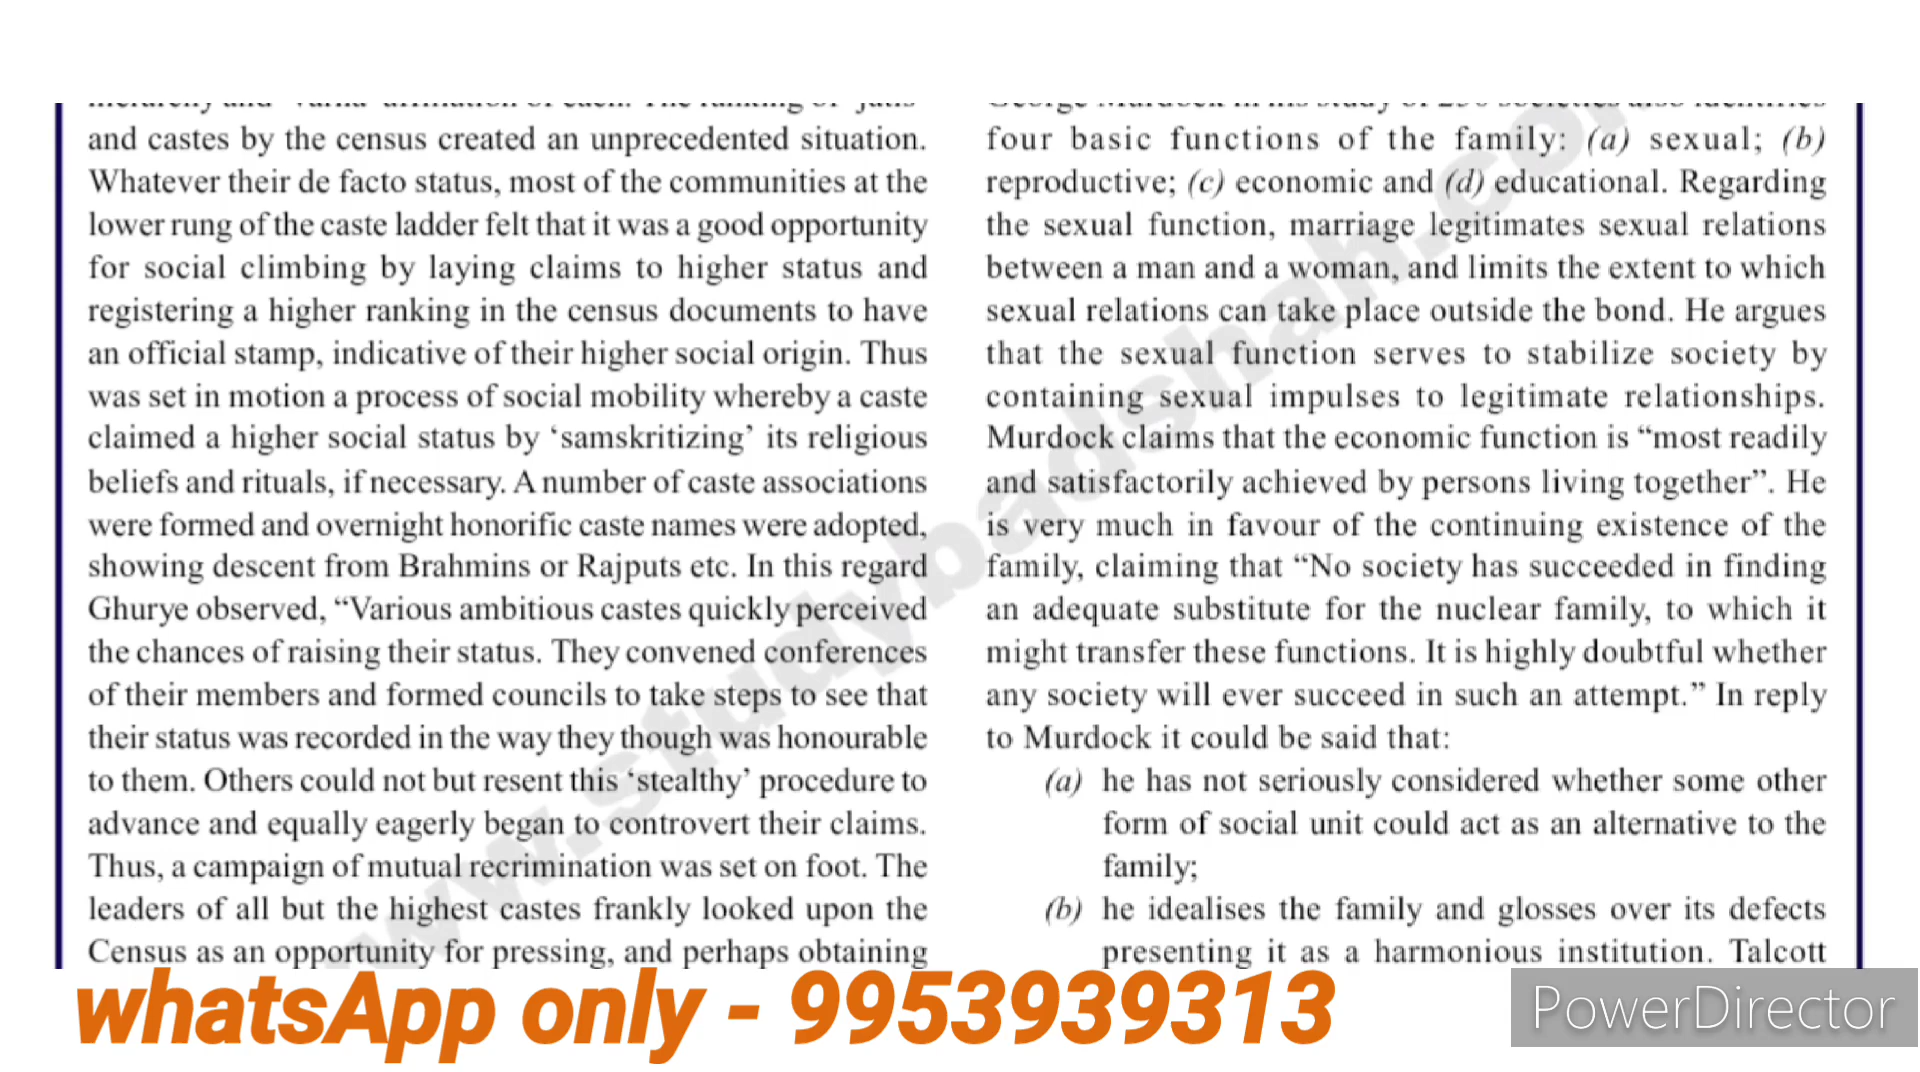 and castes by the census created an unprecedented situation.
Whatever their de facto status, most of the communities at the
lower rung of the caste ladder felt that it was a good opportunity
for social climbing by laying claims to higher status and
registering a higher ranking in the census documents to have
an official stamp, indicative of their higher social origin. Thus
was set in motion a process of social mobility whereby a caste
claimed a higher social status by ‘samskritizing’ its religious
beliefs and rituals, if necessary. A number of caste associations
were formed and overnight honorific caste names were adopted,
showing descent from Brahmins or Rajputs etc. In this regard
Ghurye observed, “Various ambitious castes quickly perceived
the chances of raising their status. They convened conferences
of their members and formed councils to take steps to see that
their status was recorded in the way they though was honourable
to them. Others could not but resent this ‘stealthy’ procedure to
advance and equally eagerly began to controvert their claims.
Thus, a campaign of mutual recrimination was set on foot. The
leaders of all but the highest castes frankly looked upon the
Census as an opportunity for pressing, and perhaps obtaining
four basic functions of the family: (a) sexual; (b)
reproductive; (c) economic and (d) educational. Regarding
the sexual function, marriage legitimates sexual relations
between a man and a woman, and limits the extent to which
sexual relations can take place outside the bond. He argues
that the sexual function serves to stabilize society by
containing sexual impulses to legitimate relationships.
Murdock claims that the economic function is “most readily
and satisfactorily achieved by persons living together”. He
is very much in favour of the continuing existence of the
family, claiming that “No society has succeeded in finding
an adequate substitute for the nuclear family, to which it
might transfer these functions. It is highly doubtful whether
any society will ever succeed in such an attempt.” In reply
to Murdock it could be said that:
(a) he has not seriously considered whether some other
form of social unit could act as an alternative to the
family;
(b) he idealises the family and glosses over its defects
presenting it as a harmonious institution. Talcott
www.studybadshah.com
whatsApp only - 9953939313
PowerDirector